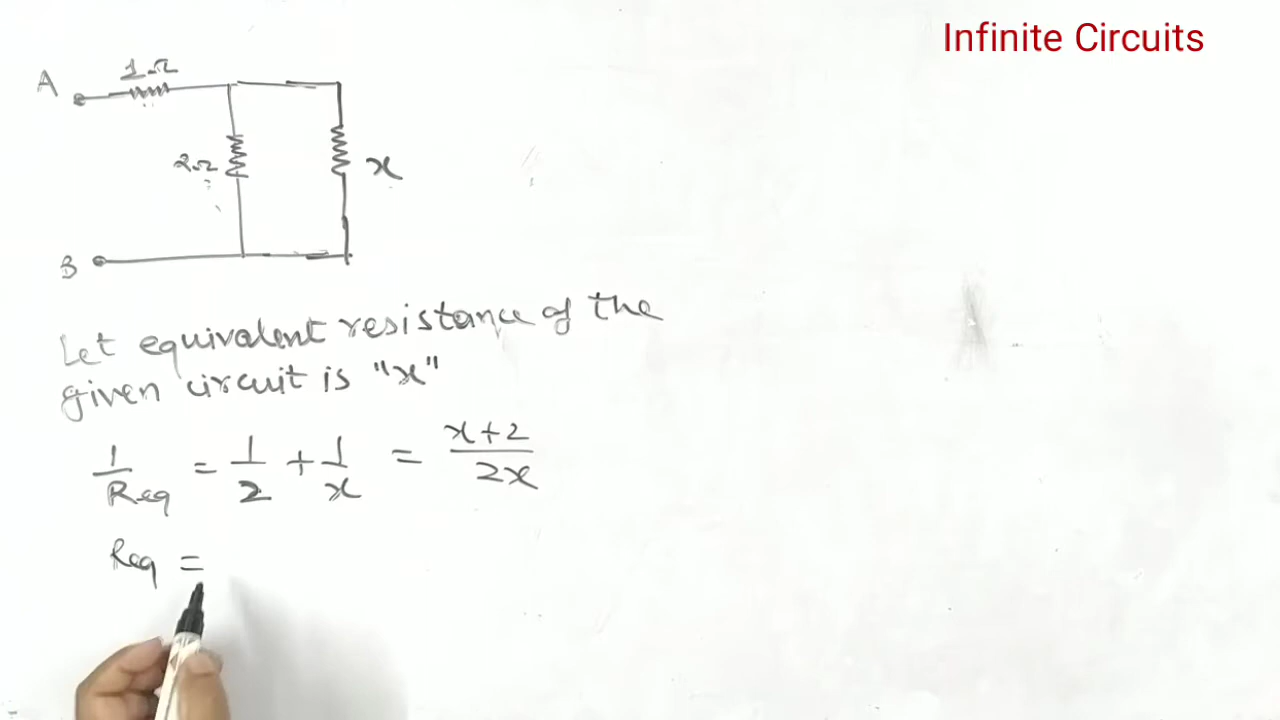 Infinite Circuits
A
1Ω
2Ω
x
B
Let equivalent resistance of the
given circuit is "x"
1/Req = 1/2 + 1/x = x+2/2x
Req =